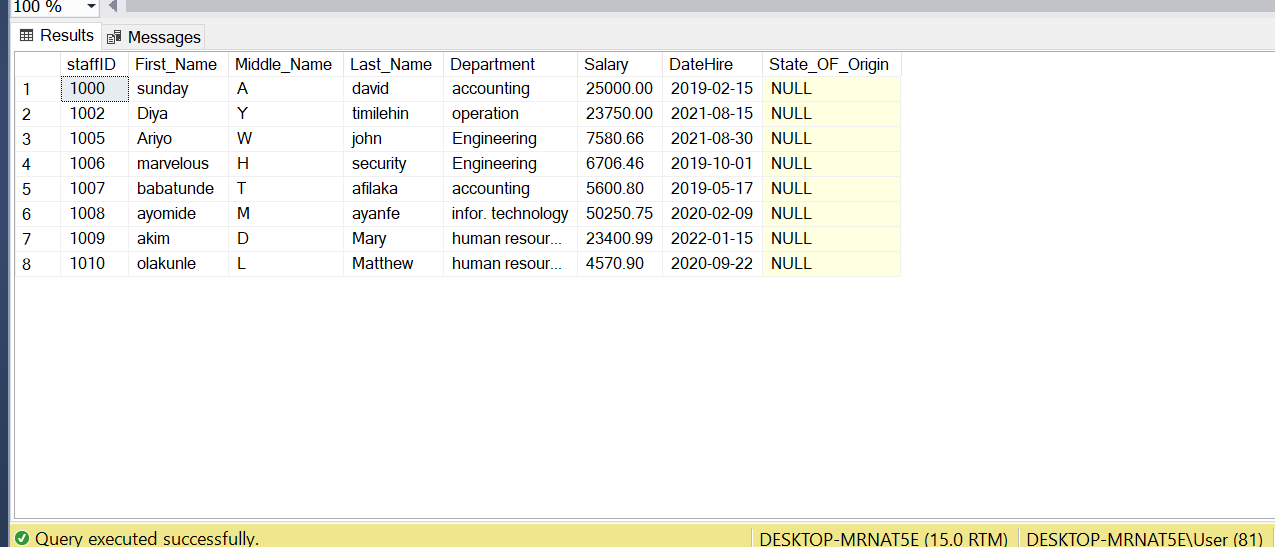 100 %
Results Messages
staffID First_Name Middle_Name Last_Name Department Salary DateHire State_OF_Origin
1 1000 sunday A david accounting 25000.00 2019-02-15 NULL
2 1002 Diya Y timilehin operation 23750.00 2021-08-15 NULL
3 1005 Ariyo W john Engineering 7580.66 2021-08-30 NULL
4 1006 marvelous H security Engineering 6706.46 2019-10-01 NULL
5 1007 babatunde T afilaka accounting 5600.80 2019-05-17 NULL
6 1008 ayomide M ayanfe infor. technology 50250.75 2020-02-09 NULL
7 1009 akim D Mary human resour... 23400.99 2022-01-15 NULL
8 1010 olakunle L Matthew human resour... 4570.90 2020-09-22 NULL
Query executed successfully. DESKTOP-MRNAT5E (15.0 RTM) DESKTOP-MRNAT5E\User (81)